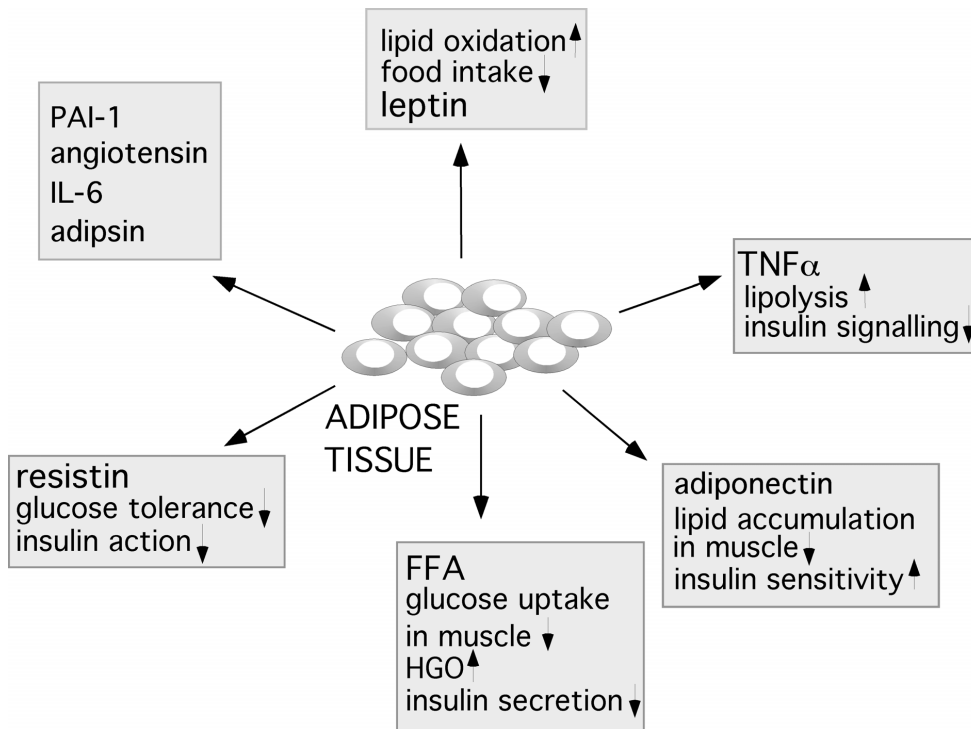 lipid oxidation
food intake
leptin
PAI-1
angiotensin
IL-6
adipsin
TNFα
lipolysis
insulin signalling
ADIPOSE
TISSUE
resistin
glucose tolerance
insulin action
adiponectin
lipid accumulation
in muscle
insulin sensitivity
FFA
glucose uptake
in muscle
HGO
insulin secretion